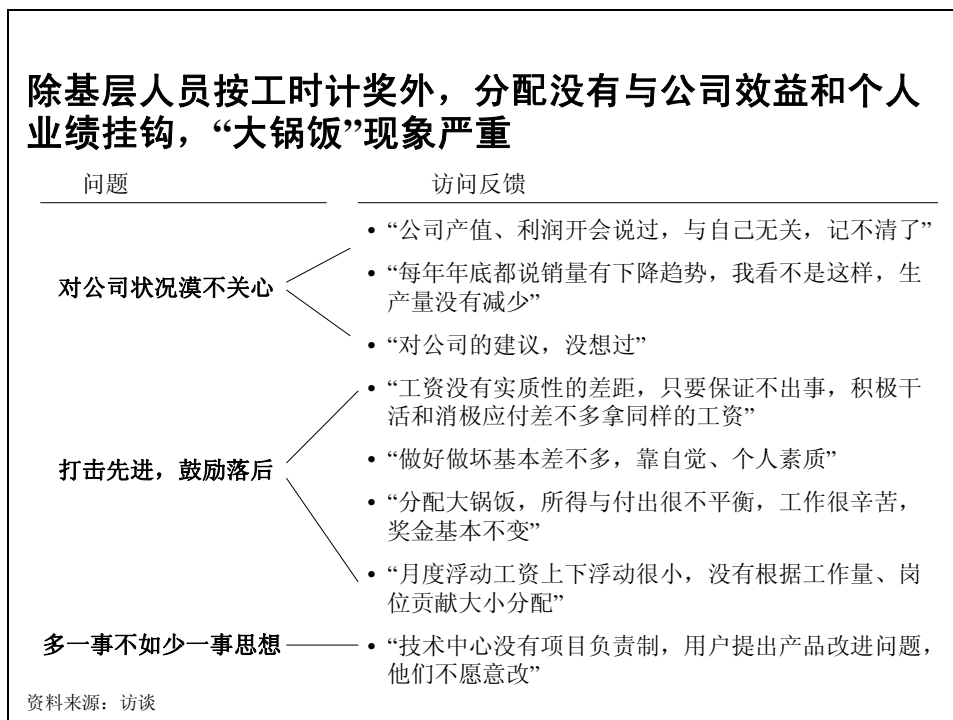 除基层人员按工时计奖外，分配没有与公司效益和个人
业绩挂钩，“大锅饭”现象严重
问题
访问反馈
对公司状况漠不关心
• “公司产值、利润开会说过，与自己无关，记不清了”
• “每年年底都说销量有下降趋势，我看不是这样，生
产量没有减少”
• “对公司的建议，没想过”
打击先进，鼓励落后
• “工资没有实质性的差距，只要保证不出事，积极干
活和消极应付差不多拿同样的工资”
• “做好做坏基本差不多，靠自觉、个人素质”
• “分配大锅饭，所得与付出很不平衡，工作很辛苦，
奖金基本不变”
• “月度浮动工资上下浮动很小，没有根据工作量、岗
位贡献大小分配”
多一事不如少一事思想
• “技术中心没有项目负责制，用户提出产品改进问题，
他们不愿意改”
资料来源：访谈